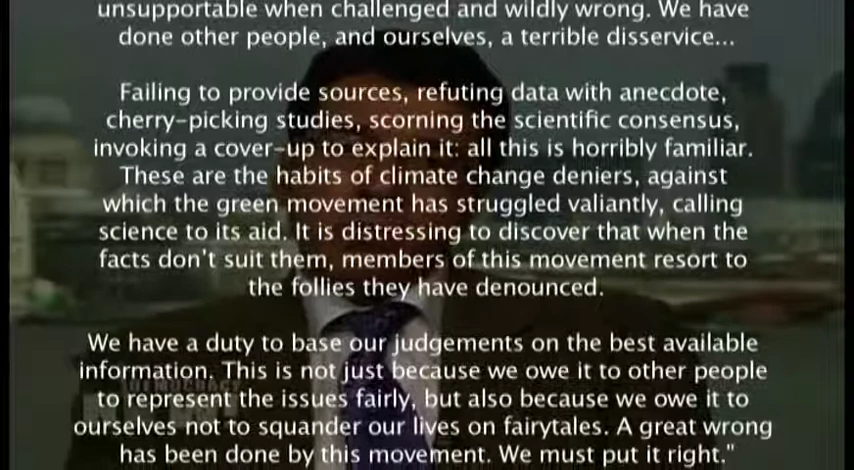 unsupportable when challenged and wildly wrong. We have
done other people, and ourselves, a terrible disservice...
Failing to provide sources, refuting data with anecdote,
cherry-picking studies, scorning the scientific consensus,
invoking a cover-up to explain it: all this is horribly familiar.
These are the habits of climate change deniers, against
which the green movement has struggled valiantly, calling
science to its aid. It is distressing to discover that when the
facts don't suit them, members of this movement resort to
the follies they have denounced.
We have a duty to base our judgements on the best available
information. This is not just because we owe it to other people
to represent the issues fairly, but also because we owe it to
ourselves not to squander our lives on fairytales. A great wrong
has been done by this movement. We must put it right."